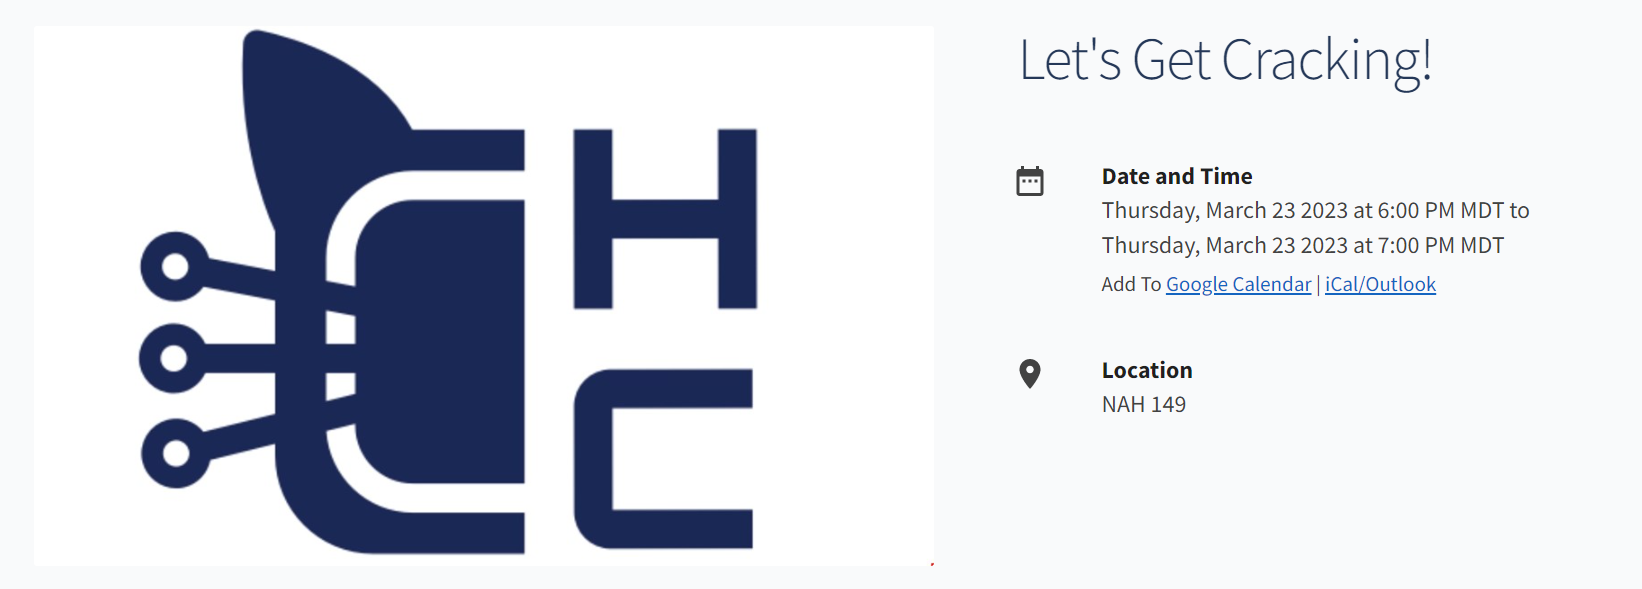 H
C
Let's Get Cracking!
Date and Time
Thursday, March 23 2023 at 6:00 PM MDT to
Thursday, March 23 2023 at 7:00 PM MDT
Add To Google Calendar | iCal/Outlook
Location
NAH 149